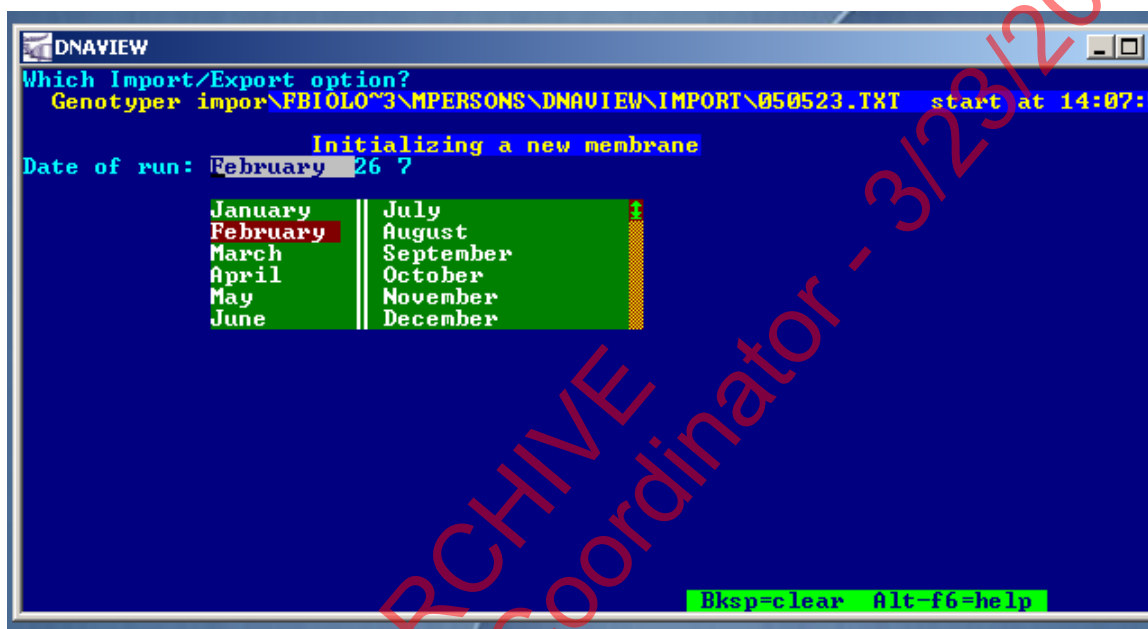 DNAVIEW
Which Import/Export option?
Genotyper impor\FBIOLO~3\MPERSONS\DNAVIEW\IMPORT\050523.TXT start at 14:07:
Initializing a new membrane
Date of run: February 26 7
January July
February August
March September
April October
May November
June December
Bksp=clear Alt-f6=help
RCHIVE
Coordinator - 3/23/20